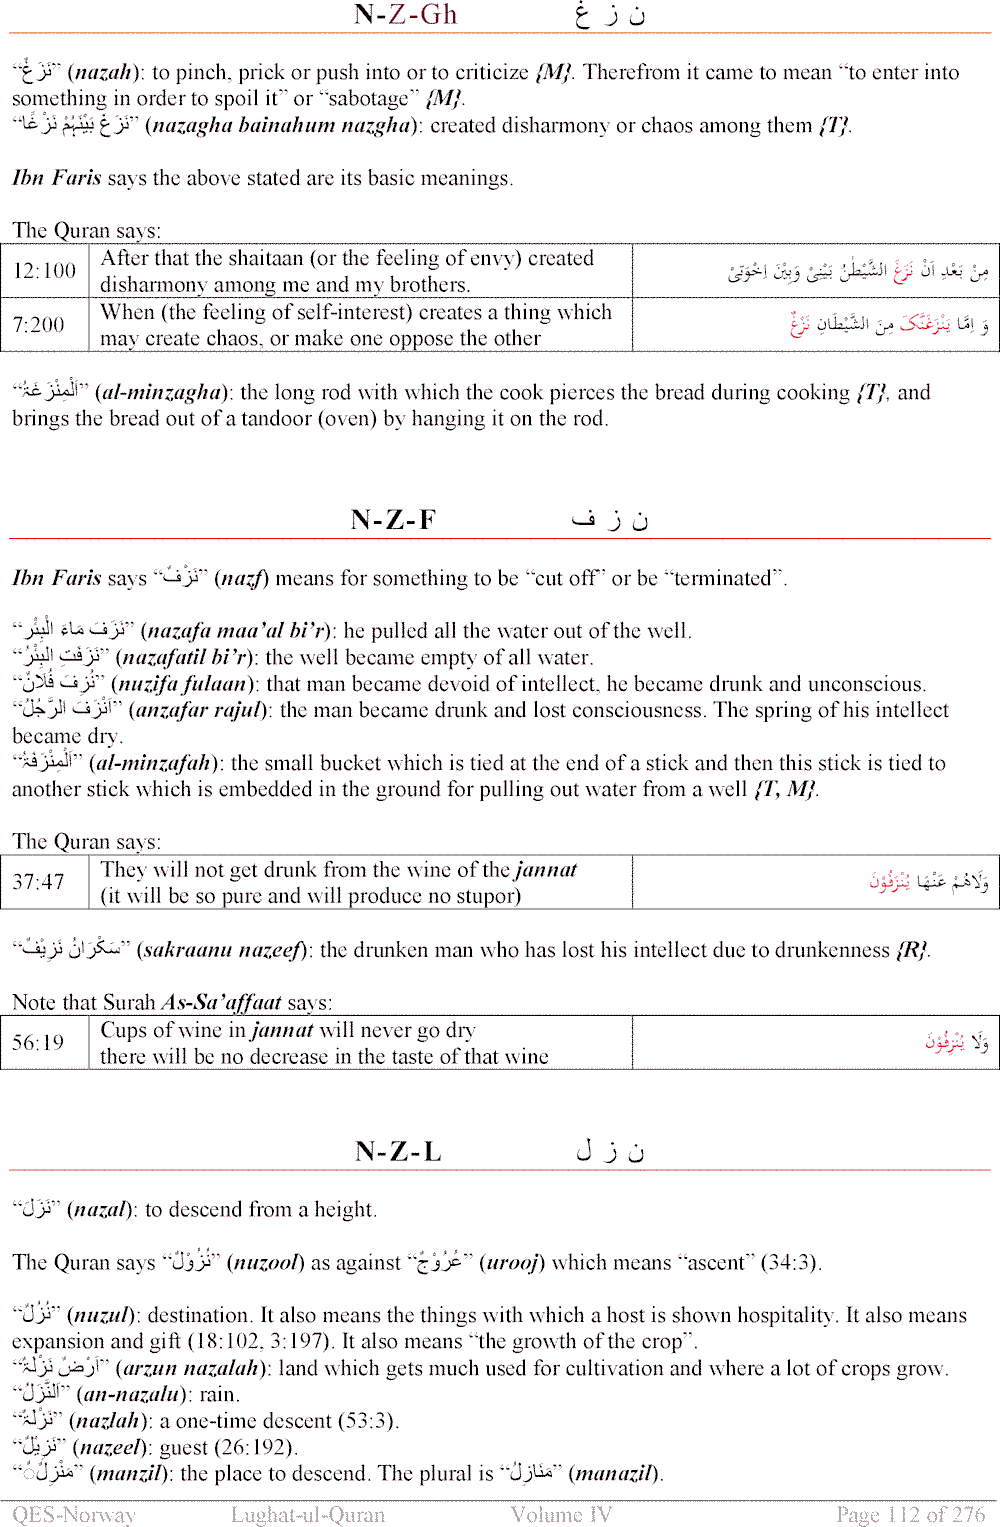 N-Z-Gh ن ز غ
“نَزَغٌ” (nazah): to pinch, prick or push into or to criticize {M}. Therefrom it came to mean “to enter into
something in order to spoil it” or “sabotage” {M}.
“نَزَغَ بَيْنَہُمْ نَزْغًا” (nazagha bainahum nazgha): created disharmony or chaos among them {T}.
Ibn Faris says the above stated are its basic meanings.
The Quran says:
12:100 After that the shaitaan (or the feeling of envy) created
disharmony among me and my brothers. مِنْ بَعْدِ اَنْ نَزَغَ الشَّيْطٰنُ بَيْنِیْ وَبَيْنَ اِخْوَتِیْ
7:200 When (the feeling of self-interest) creates a thing which
may create chaos, or make one oppose the other وَ اِمَّا يَنْزَغَنَّکَ مِنَ الشَّيْطَانِ نَزْغٌ
“اَلْمِنْزَغَۃُ” (al-minzagha): the long rod with which the cook pierces the bread during cooking {T}, and
brings the bread out of a tandoor (oven) by hanging it on the rod.
N-Z-F ن ز ف
Ibn Faris says “نَزْفٌ” (nazf) means for something to be “cut off” or be “terminated”.
“نَزَفَ مَاءَ الْبِئْرِ” (nazafa maa’al bi’r): he pulled all the water out of the well.
“نَزَفَتِ الْبِئْرُ” (nazafatil bi’r): the well became empty of all water.
“نُزِفَ فُلَانٌ” (nuzifa fulaan): that man became devoid of intellect, he became drunk and unconscious.
“اَنْزَفَ الرَّجُلُ” (anzafar rajul): the man became drunk and lost consciousness. The spring of his intellect
became dry.
“اَلْمِنْزَفَۃُ” (al-minzafah): the small bucket which is tied at the end of a stick and then this stick is tied to
another stick which is embedded in the ground for pulling out water from a well {T, M}.
The Quran says:
37:47 They will not get drunk from the wine of the jannat
(it will be so pure and will produce no stupor) وَلَاهُمْ عَنْهَا يُنْزَفُوْنَ
“سَكْرَانُ نَزِيْفٌ” (sakraanu nazeef): the drunken man who has lost his intellect due to drunkenness {R}.
Note that Surah As-Sa’affaat says:
56:19 Cups of wine in jannat will never go dry
there will be no decrease in the taste of that wine وَلَا يُنْزِفُوْنَ
N-Z-L ن ز ل
“نَزَلَ” (nazal): to descend from a height.
The Quran says “نُزُوْلٌ” (nuzool) as against “عُرُوْجٌ” (urooj) which means “ascent” (34:3).
“نُزُلٌ” (nuzul): destination. It also means the things with which a host is shown hospitality. It also means
expansion and gift (18:102, 3:197). It also means “the growth of the crop”.
“اَرْضٌ نَزْلَۃٌ” (arzun nazalah): land which gets much used for cultivation and where a lot of crops grow.
“اَلنَّزَلُ” (an-nazalu): rain.
“نَزْلَۃٌ” (nazlah): a one-time descent (53:3).
“نَزِيْلٌ” (nazeel): guest (26:192).
“مَنْزِلٌ” (manzil): the place to descend. The plural is “مَنَازِلُ” (manazil).
QES-Norway Lughat-ul-Quran Volume IV Page 112 of 276